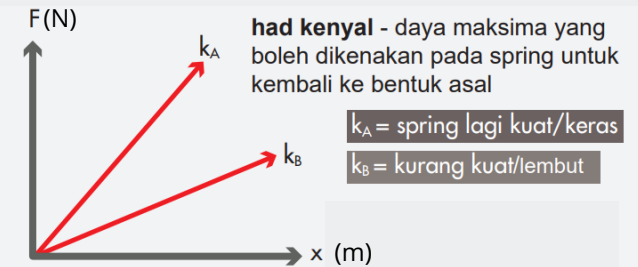 F(N)
had kenyal - daya maksima yang
boleh dikenakan pada spring untuk
kembali ke bentuk asal
kA
kA = spring lagi kuat/keras
kB
kB = kurang kuat/lembut
x (m)